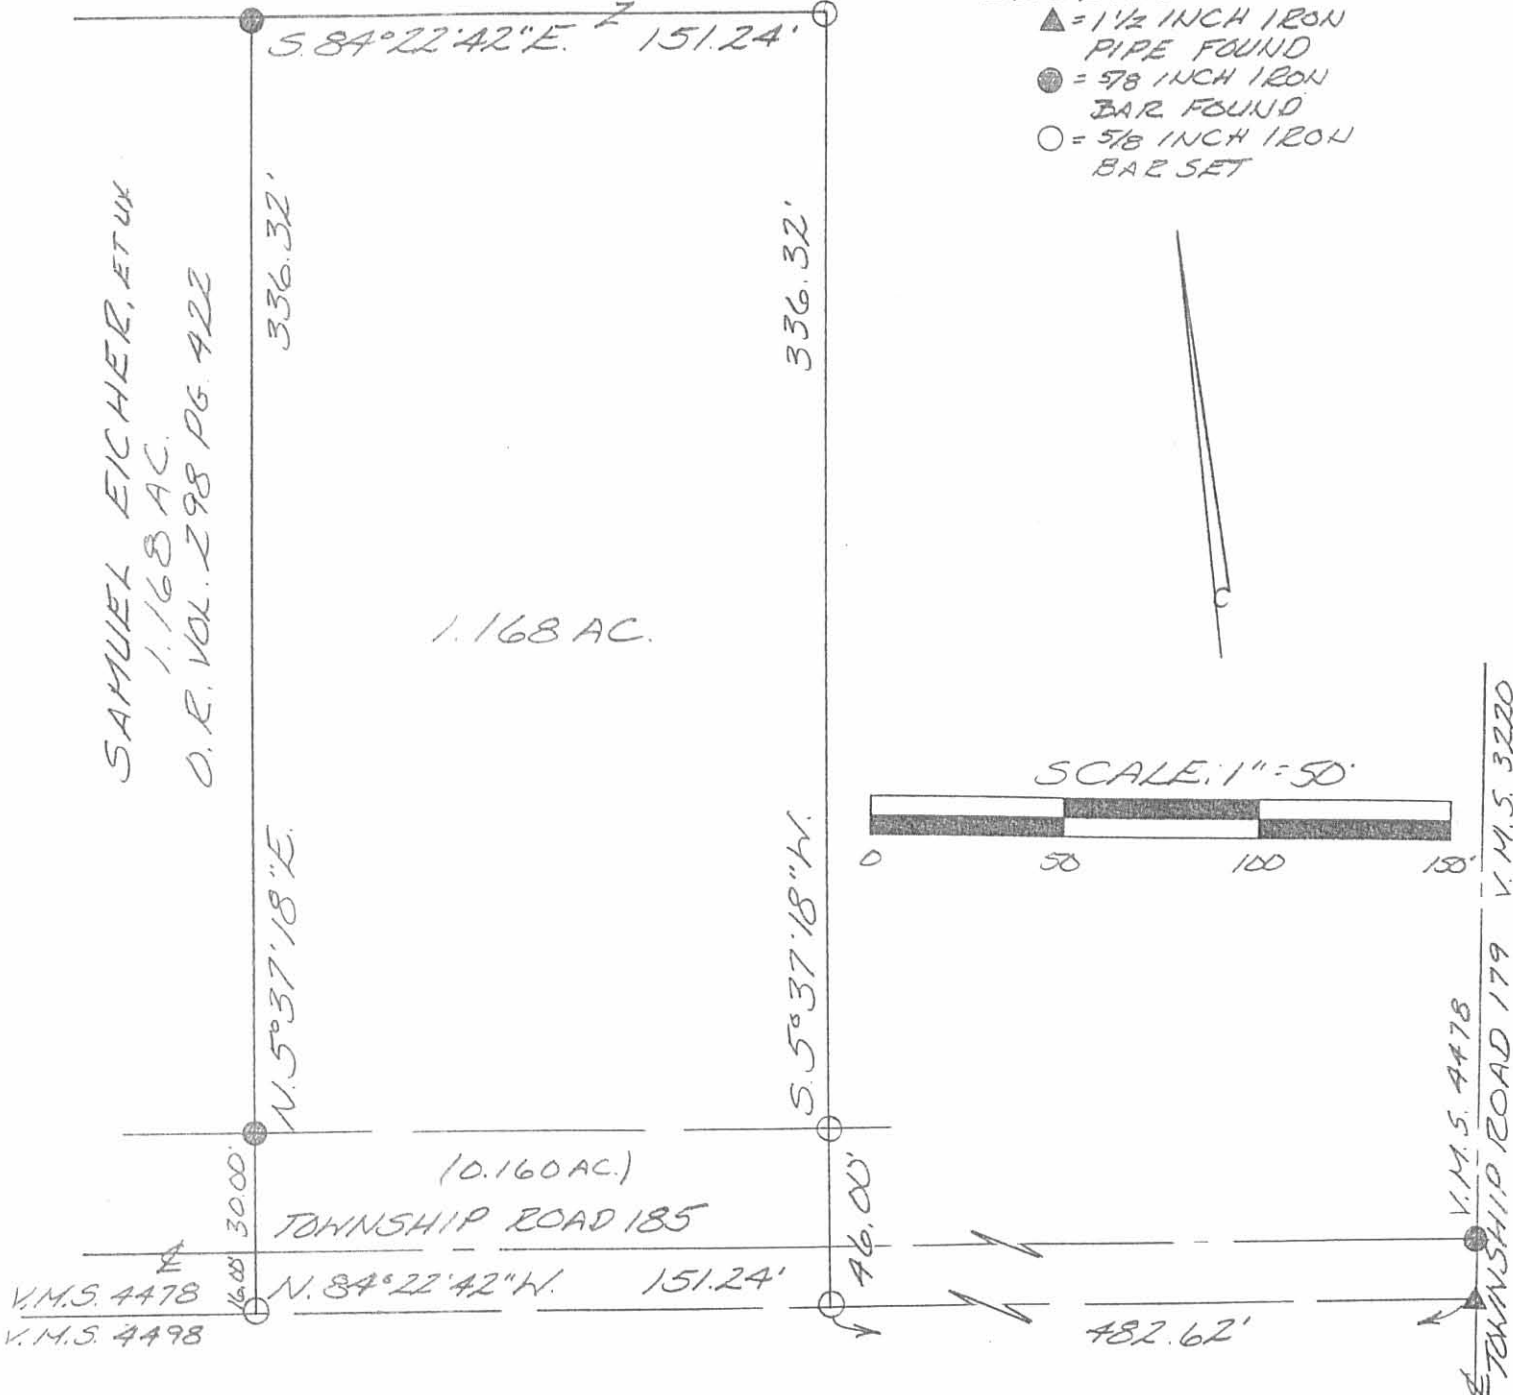 S. 84°22'42"E. 151.24'
▲ = 1 1/2 INCH IRON
PIPE FOUND
● = 5/8 INCH IRON
BAR FOUND
○ = 5/8 INCH IRON
BAR SET
SAMUEL EICHER, ET UX
1.168 AC.
O.R. VOL. 298 PG. 422
336.32'
336.32'
1.168 AC.
SCALE: 1" = 50'
0 50 100 150'
N. 5°37'18"E.
S. 5°37'18"W.
V.M.S. 4478 V.M.S. 3220
TOWNSHIP ROAD 179
(0.160 AC.)
30.00'
TOWNSHIP ROAD 185
46.00'
16.00'
V.M.S. 4478
N. 84°22'42"W. 151.24'
V.M.S. 4498
482.62'